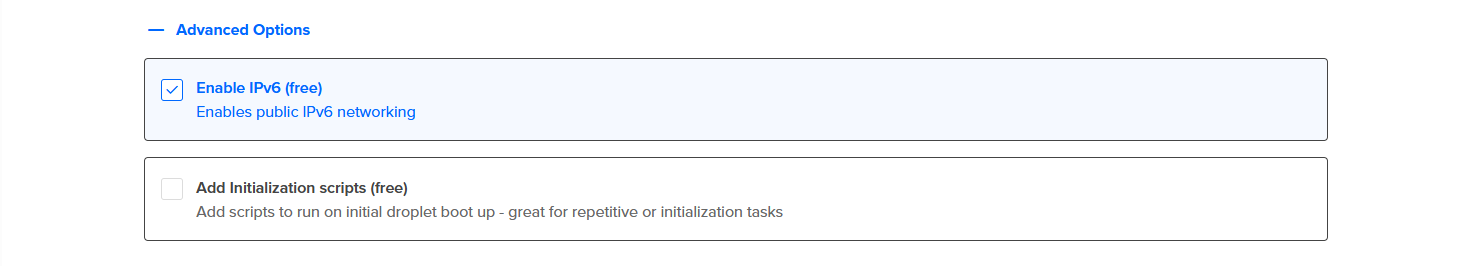 Advanced Options
Enable IPv6 (free)
Enables public IPv6 networking
Add Initialization scripts (free)
Add scripts to run on initial droplet boot up - great for repetitive or initialization tasks